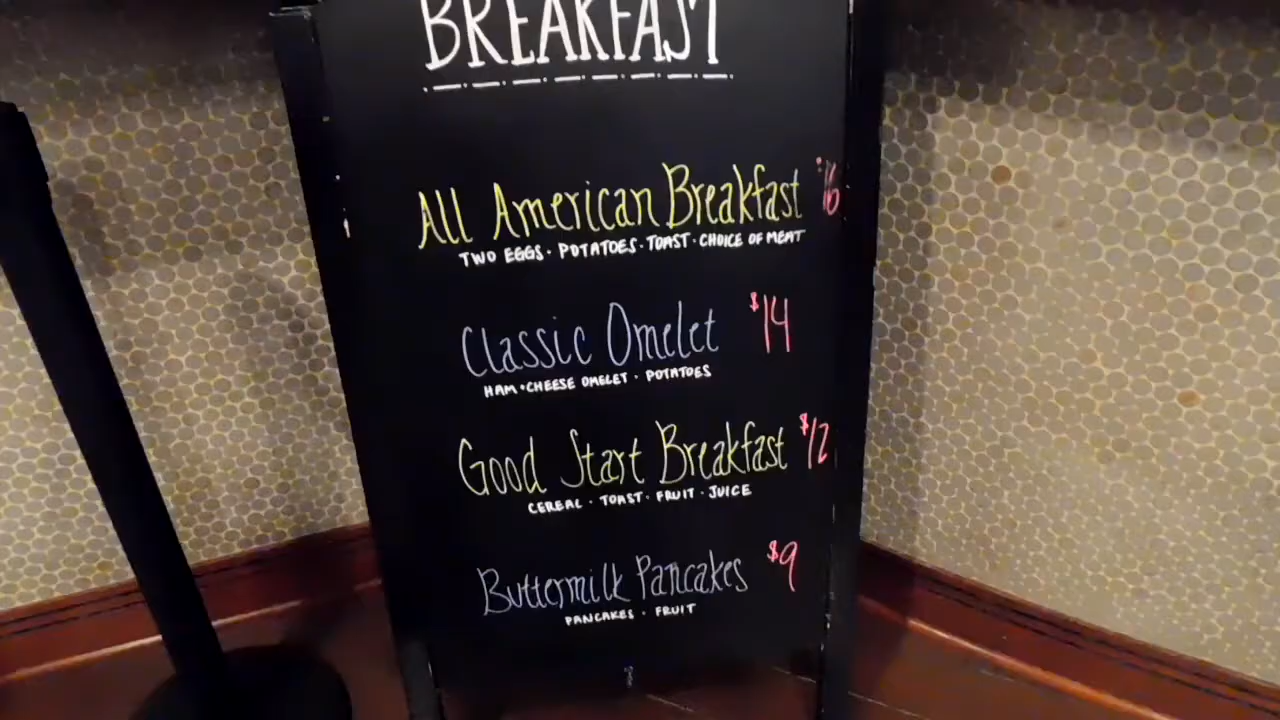 BREAKFAST
All American Breakfast $16
TWO EGGS · POTATOES · TOAST · CHOICE OF MEAT
Classic Omelet $14
HAM · CHEESE OMELET · POTATOES
Good Start Breakfast $12
CEREAL · TOAST · FRUIT · JUICE
Buttermilk Pancakes $9
PANCAKES · FRUIT